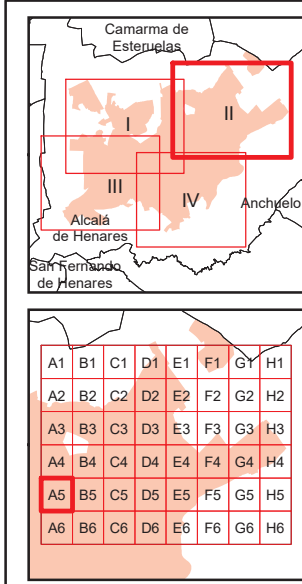 Camarma de
Esteruelas
I
II
III
IV
Anchuelo
Alcalá
de Henares
San Fernando
de Henares
A1 B1 C1 D1 E1 F1 G1 H1
A2 B2 C2 D2 E2 F2 G2 H2
A3 B3 C3 D3 E3 F3 G3 H3
A4 B4 C4 D4 E4 F4 G4 H4
A5 B5 C5 D5 E5 F5 G5 H5
A6 B6 C6 D6 E6 F6 G6 H6